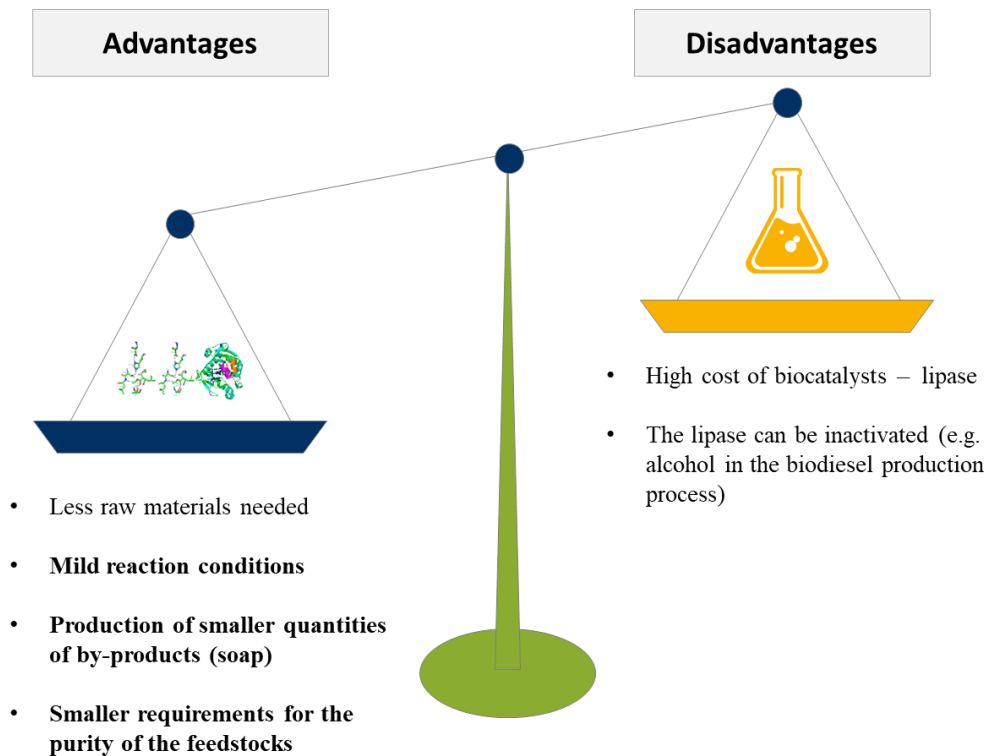 Advantages
Disadvantages
• Less raw materials needed
• Mild reaction conditions
• Production of smaller quantities
of by-products (soap)
• Smaller requirements for the
purity of the feedstocks
• High cost of biocatalysts – lipase
• The lipase can be inactivated (e.g.
alcohol in the biodiesel production
process)